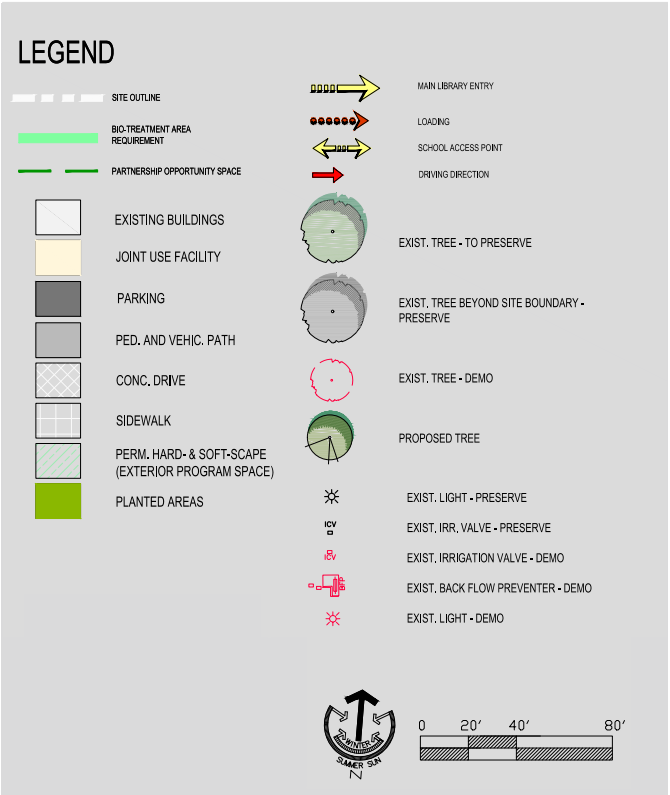 LEGEND
SITE OUTLINE
BIO-TREATMENT AREA
REQUIREMENT
PARTNERSHIP OPPORTUNITY SPACE
EXISTING BUILDINGS
JOINT USE FACILITY
PARKING
PED. AND VEHIC. PATH
CONC. DRIVE
SIDEWALK
PERM. HARD- & SOFT-SCAPE
(EXTERIOR PROGRAM SPACE)
PLANTED AREAS
MAIN LIBRARY ENTRY
LOADING
SCHOOL ACCESS POINT
DRIVING DIRECTION
EXIST. TREE - TO PRESERVE
EXIST. TREE BEYOND SITE BOUNDARY -
PRESERVE
EXIST. TREE - DEMO
PROPOSED TREE
EXIST. LIGHT - PRESERVE
ICV
EXIST. IRR. VALVE - PRESERVE
ICV
EXIST. IRRIGATION VALVE - DEMO
EXIST. BACK FLOW PREVENTER - DEMO
EXIST. LIGHT - DEMO
WINTER
SUMMER SUN
N
0 20' 40' 80'